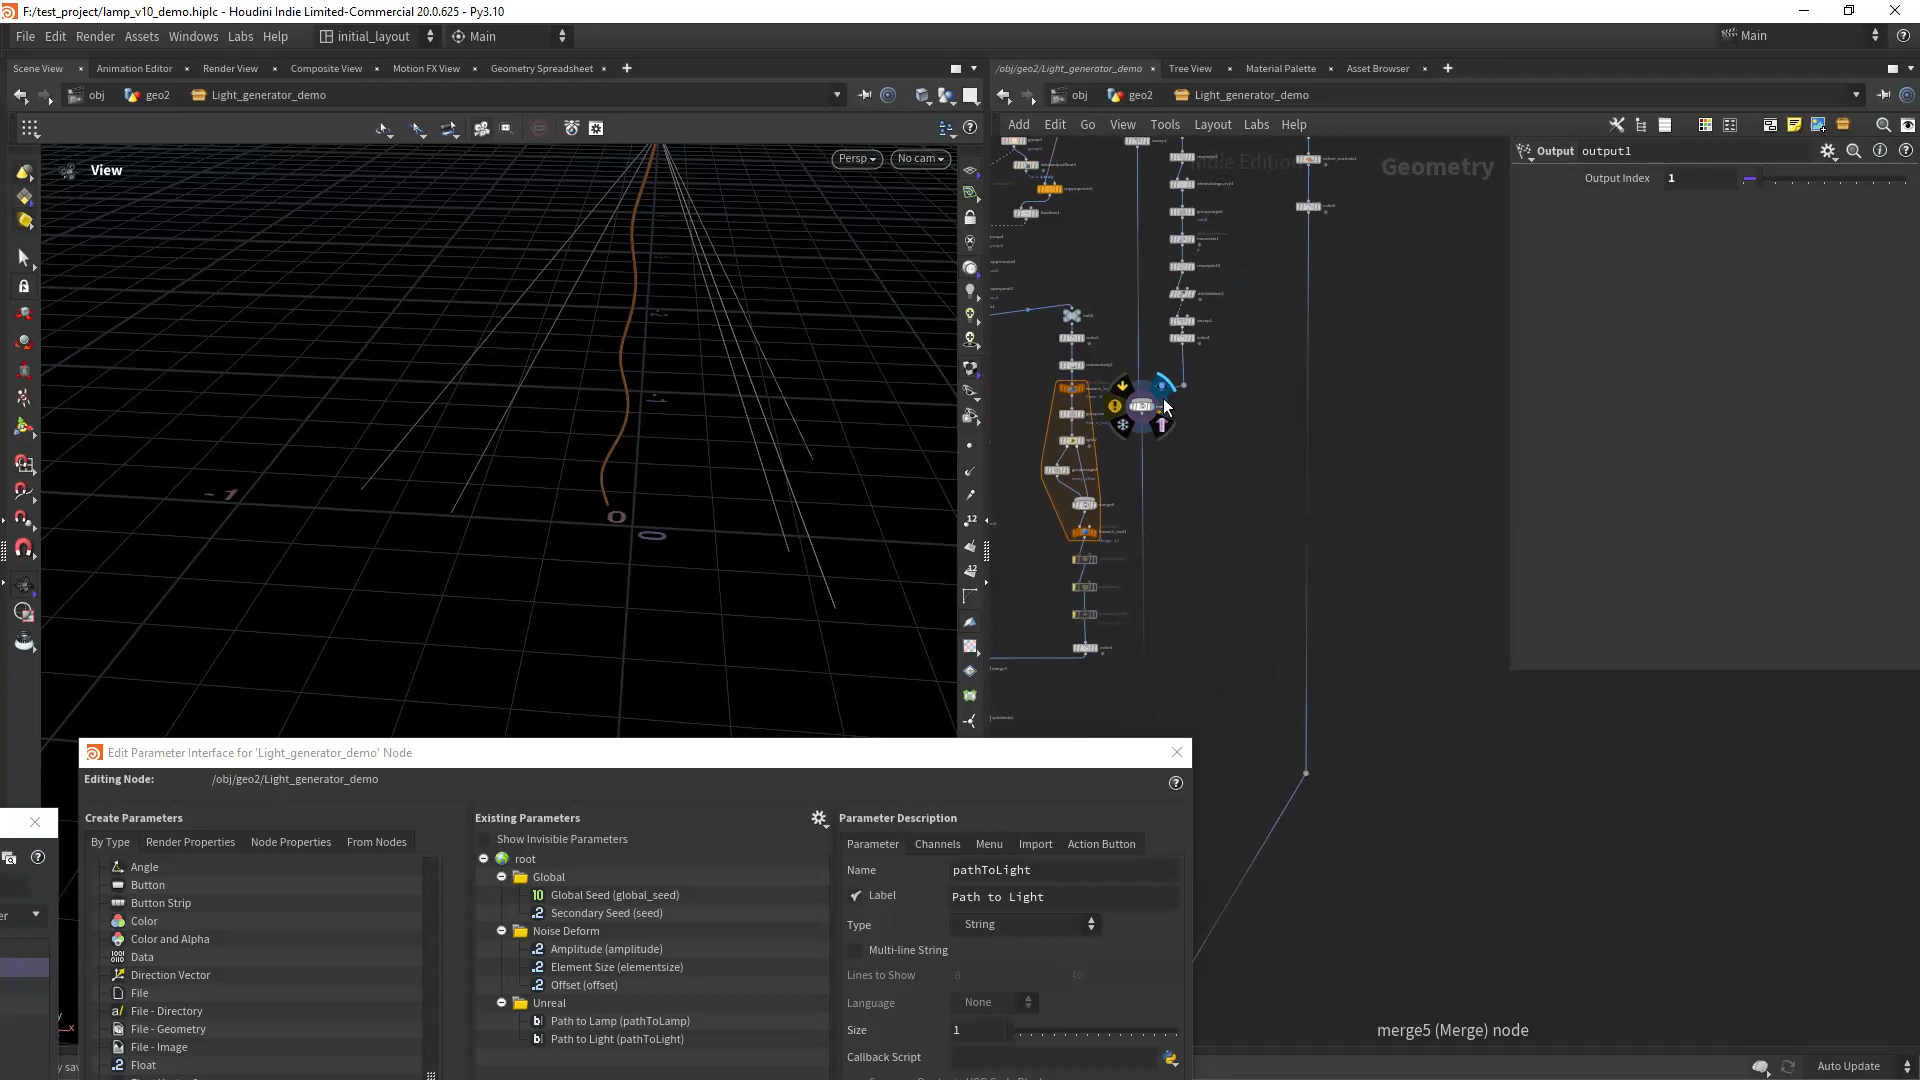 F:/test_project/lamp_v10_demo.hiplc - Houdini Indie Limited-Commercial 20.0.625 - Py3.10
File Edit Render Assets Windows Labs Help initial_layout Main Main
Scene View Animation Editor Render View Composite View Motion FX View Geometry Spreadsheet
/obj/geo2/Light_generator_demo Tree View Material Palette Asset Browser
obj geo2 Light_generator_demo
obj geo2 Light_generator_demo
Add Edit Go View Tools Layout Labs Help
View
Persp No cam
Indie Edition
Geometry
Output output1
Output Index 1
-1
0
0
12
12
merge5 (Merge) node
Edit Parameter Interface for 'Light_generator_demo' Node
Editing Node: /obj/geo2/Light_generator_demo
Create Parameters
By Type Render Properties Node Properties From Nodes
Angle
Button
Button Strip
Color
Color and Alpha
Data
Direction Vector
File
File - Directory
File - Geometry
File - Image
Float
Existing Parameters
Show Invisible Parameters
root
Global
Global Seed (global_seed)
Secondary Seed (seed)
Noise Deform
Amplitude (amplitude)
Element Size (elementsize)
Offset (offset)
Unreal
Path to Lamp (pathToLamp)
Path to Light (pathToLight)
Parameter Description
Parameter Channels Menu Import Action Button
Name pathToLight
Label Path to Light
Type String
Multi-line String
Lines to Show
Language None
Size 1
Callback Script
Auto Update